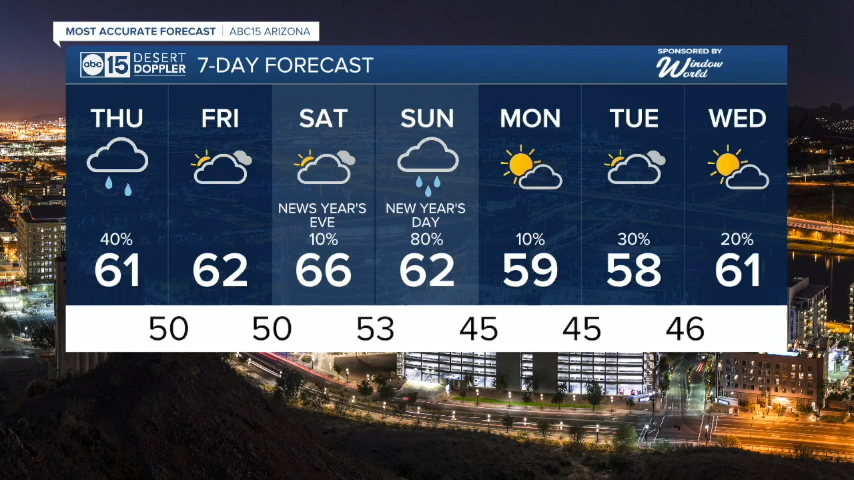 MOST ACCURATE FORECAST | ABC15 ARIZONA
abc 15 DESERT DOPPLER 7-DAY FORECAST
SPONSORED BY
Window World
THU FRI SAT SUN MON TUE WED
NEWS YEAR'S EVE NEW YEAR'S DAY
40% 10% 80% 10% 30% 20%
61 62 66 62 59 58 61
50 50 53 45 45 46